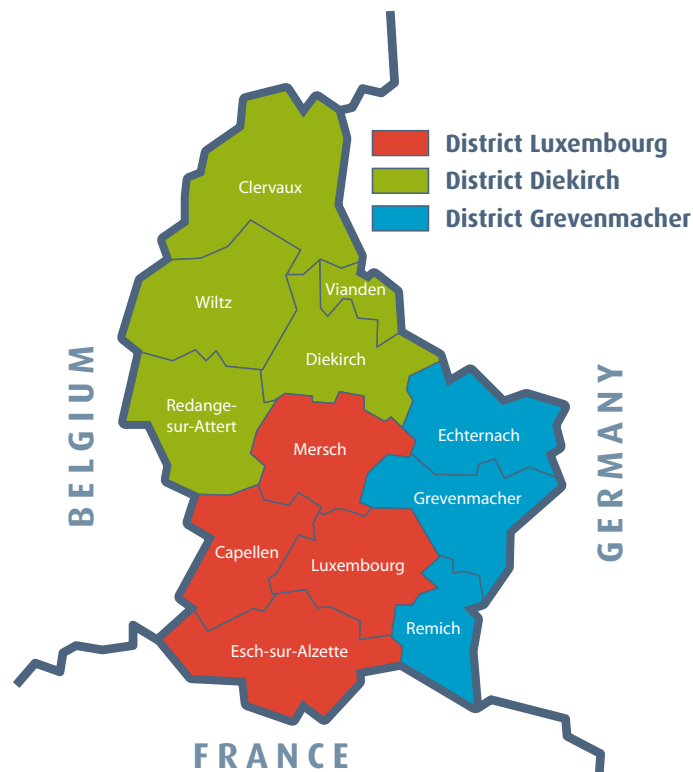 District Luxembourg
District Diekirch
District Grevenmacher
Clervaux
Vianden
Wiltz
Diekirch
Redange-
sur-Attert
Mersch
Echternach
Grevenmacher
Capellen
Luxembourg
Remich
Esch-sur-Alzette
BELGIUM
GERMANY
FRANCE